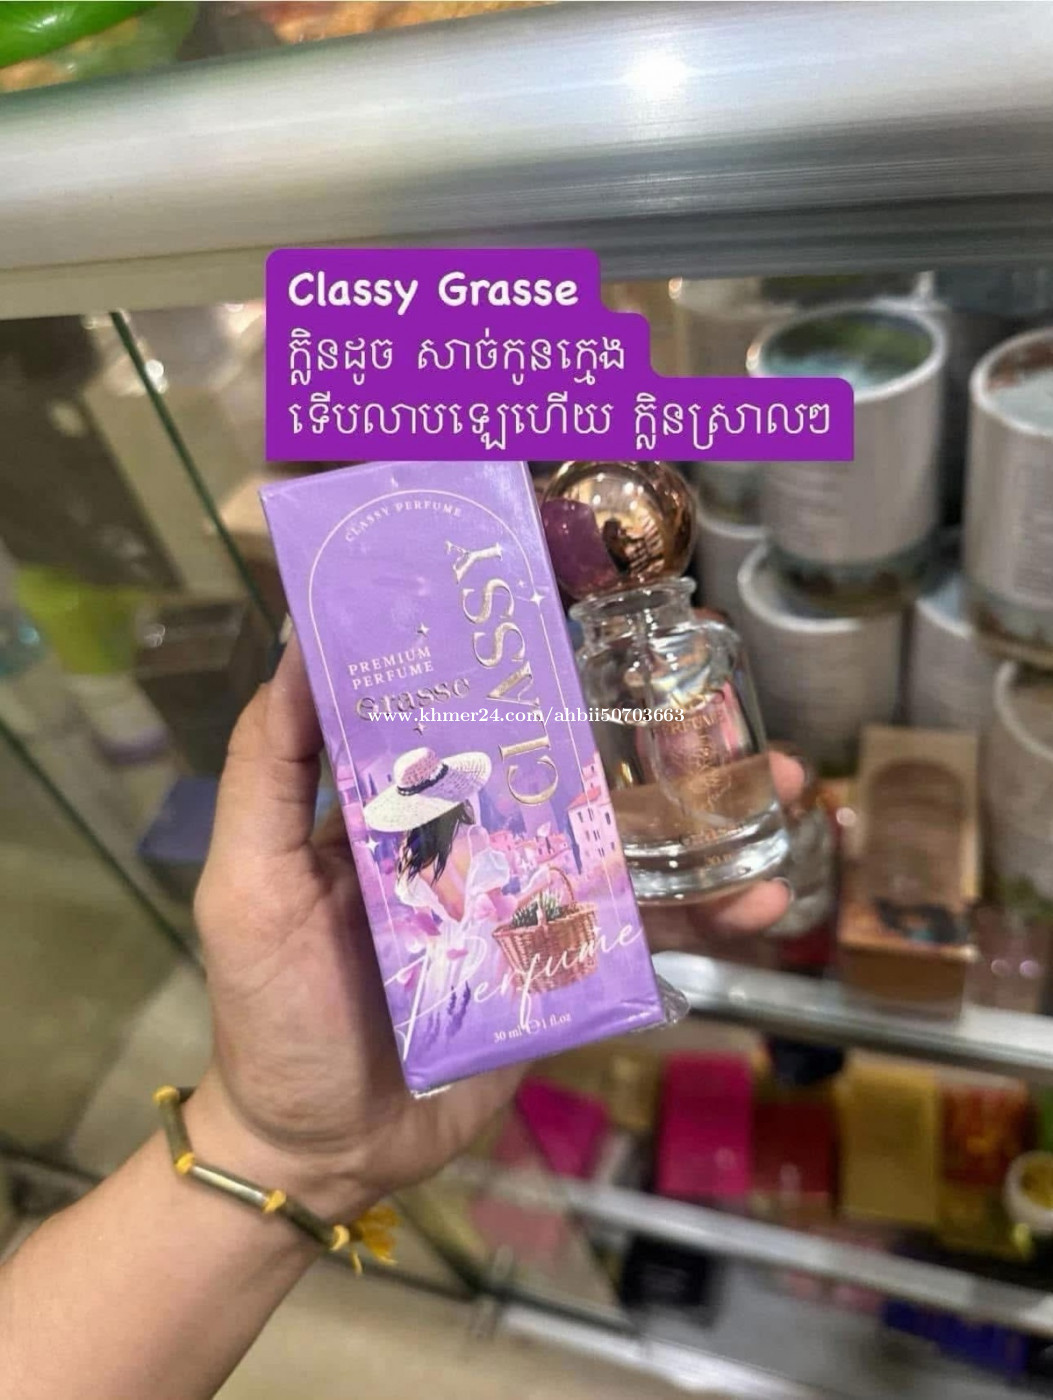 Classy Grasse
ក្លិនដូច សាច់កូនក្មេង
ទើបលាបឡេហើយ ក្លិនស្រាលៗ
CLASSY PERFUME
CLASSY
PREMIUM
PERFUME
Grasse
www.khmer24.com/ahbii50703663
Perfume
30 ml ℮ 1 fl.oz